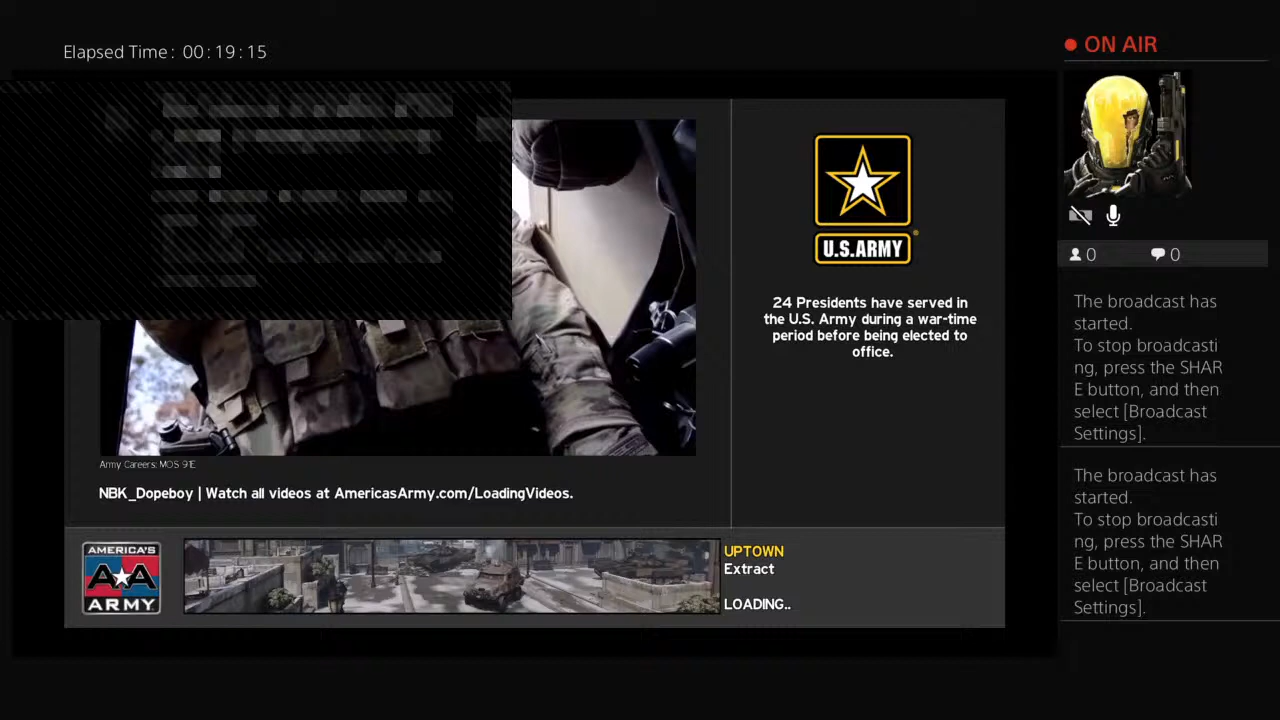 Elapsed Time: 00:19:15
ON AIR
U.S.ARMY
24 Presidents have served in
the U.S. Army during a war-time
period before being elected to
office.
0
0
The broadcast has
started.
To stop broadcasti
ng, press the SHAR
E button, and then
select [Broadcast
Settings].
The broadcast has
started.
To stop broadcasti
ng, press the SHAR
E button, and then
select [Broadcast
Settings].
Army Careers: MOS 91E
NBK_Dopeboy | Watch all videos at AmericasArmy.com/LoadingVideos.
AMERICA'S
AA
ARMY
UPTOWN
Extract
LOADING..